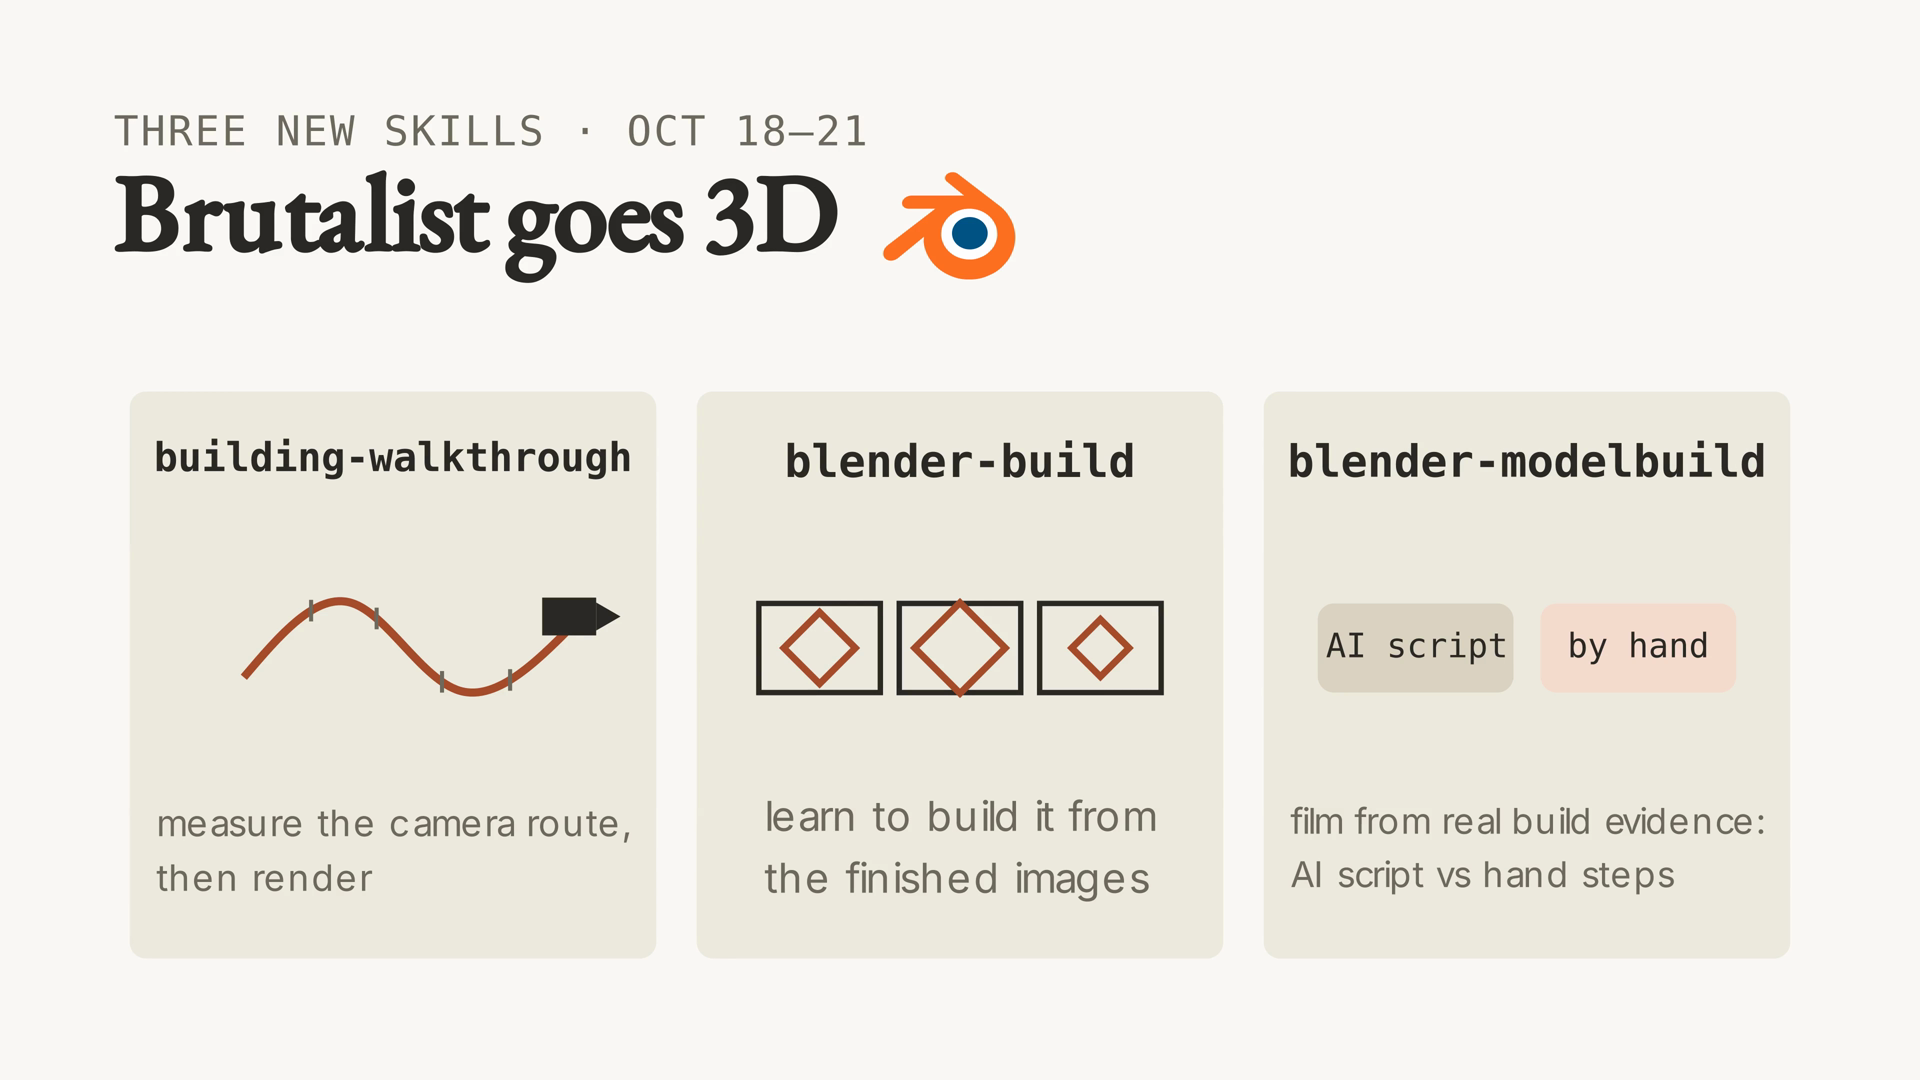 THREE NEW SKILLS · OCT 18–21
Brutalist goes 3D
building-walkthrough
measure the camera route,
then render
blender-build
learn to build it from
the finished images
blender-modelbuild
AI script
by hand
film from real build evidence:
AI script vs hand steps